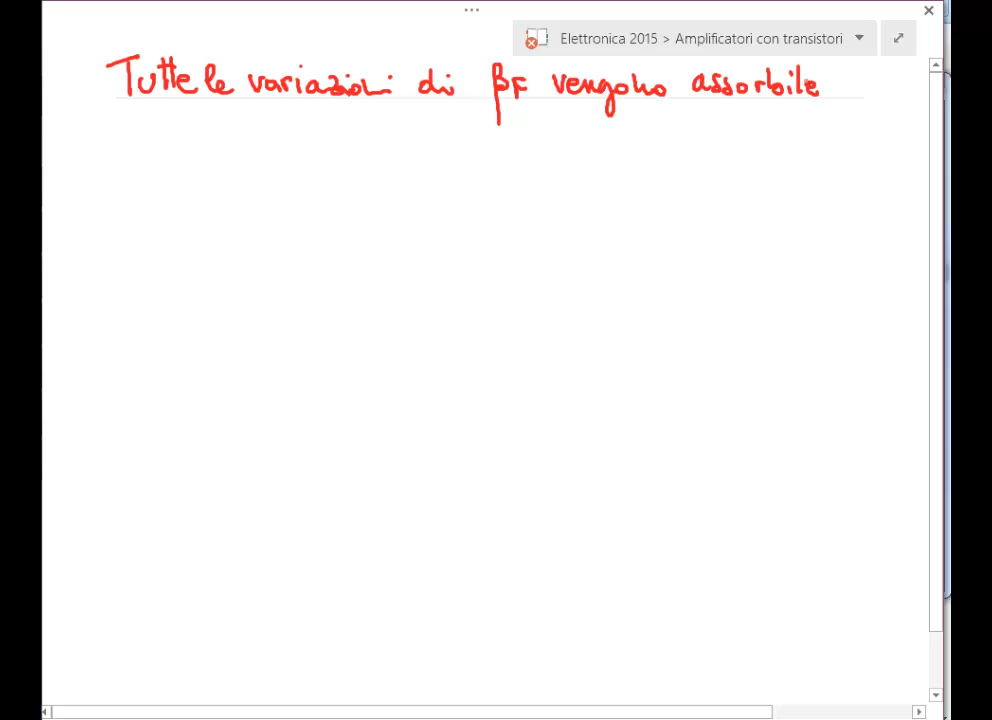 Elettronica 2015 > Amplificatori con transistori
Tutte le variazioni di βF vengono assorbite